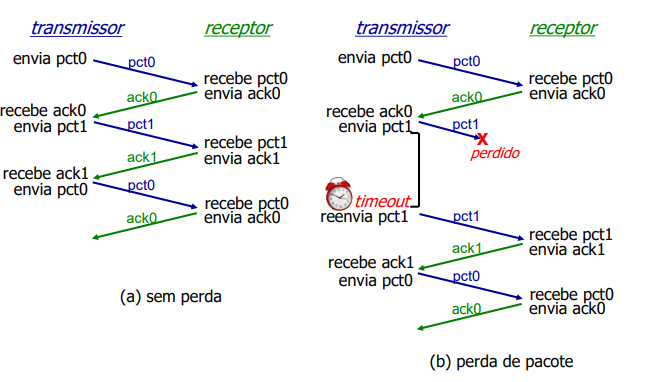 transmissor
receptor
envia pct0
pct0
recebe pct0
envia ack0
ack0
recebe ack0
envia pct1
pct1
recebe pct1
envia ack1
ack1
recebe ack1
envia pct0
pct0
recebe pct0
envia ack0
ack0
(a) sem perda
transmissor
receptor
envia pct0
pct0
recebe pct0
envia ack0
ack0
recebe ack0
envia pct1
pct1
X
perdido
timeout
reenvia pct1
pct1
recebe pct1
envia ack1
ack1
recebe ack1
envia pct0
pct0
recebe pct0
envia ack0
ack0
(b) perda de pacote